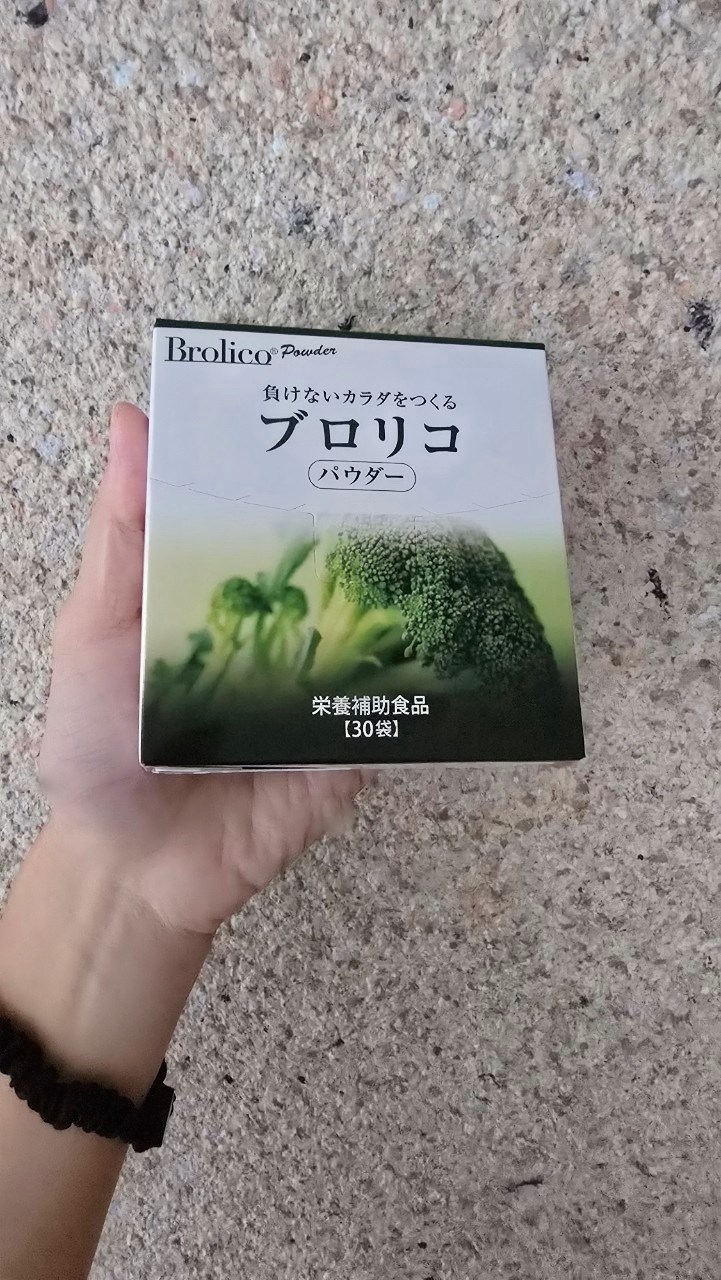 Brolico® Powder
負けないカラダをつくる
ブロリコ
パウダー
栄養補助食品
【30袋】